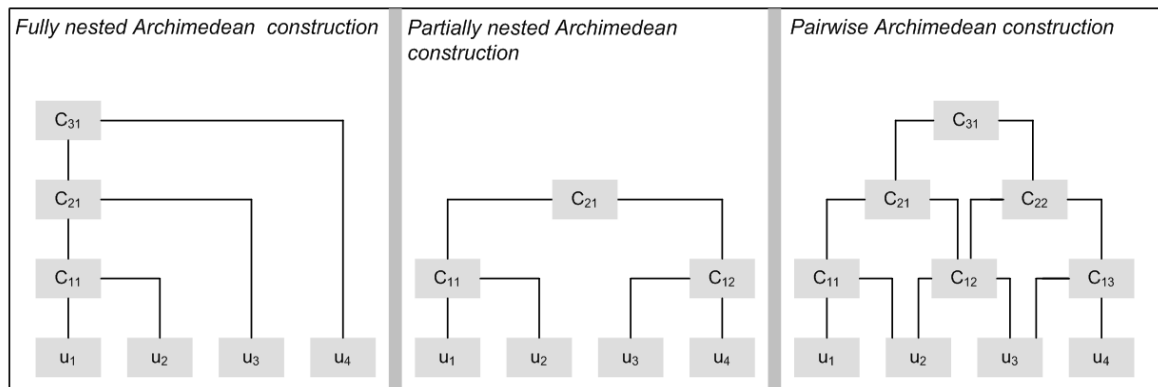 Fully nested Archimedean construction
C31
C21
C11
u1 u2 u3 u4
Partially nested Archimedean
construction
C21
C11 C12
u1 u2 u3 u4
Pairwise Archimedean construction
C31
C21 C22
C11 C12 C13
u1 u2 u3 u4